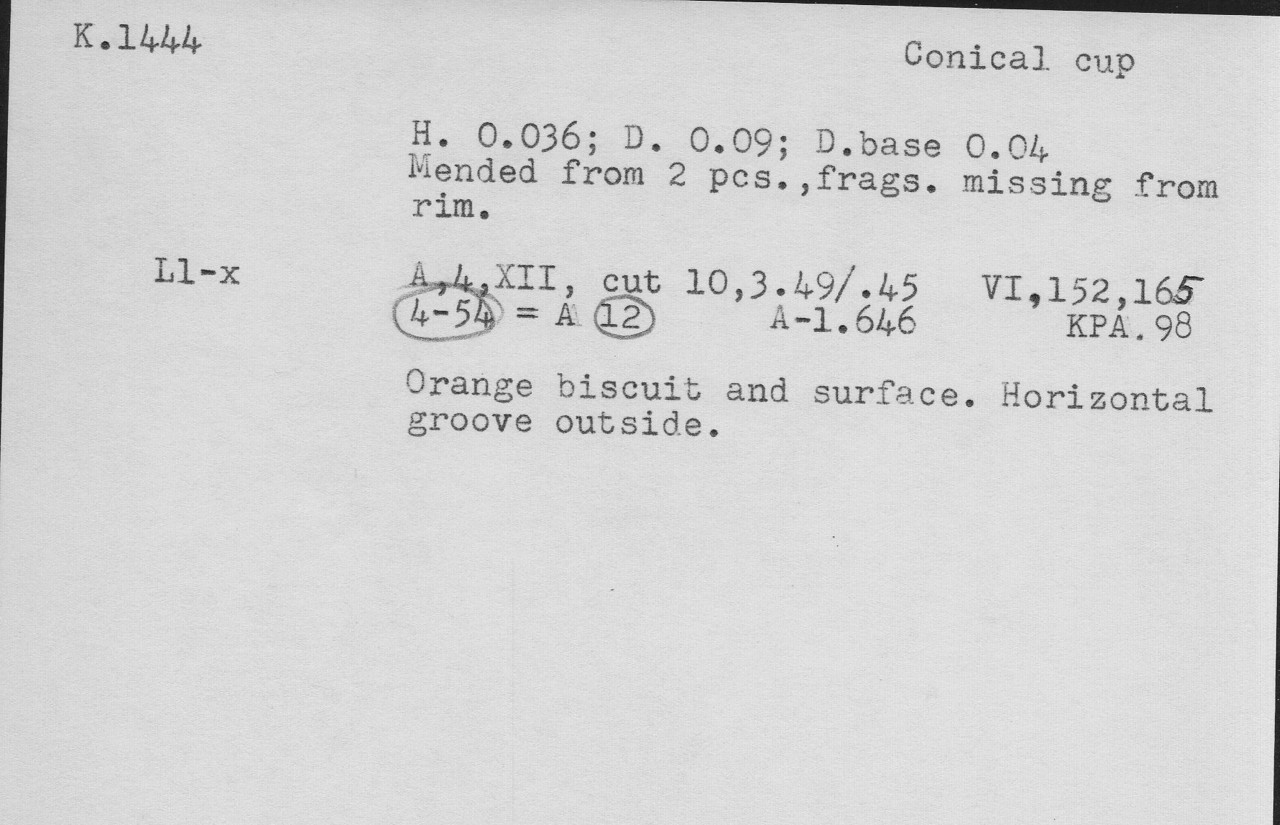 K.1444
Conical cup
H. 0.036; D. 0.09; D.base 0.04
Mended from 2 pcs.,frags. missing from
rim.
Ll-x
A,4,XII, cut 10,3.49/.45 VI,152,165
4-54 = A 12 A-1.646 KPA.98
Orange biscuit and surface. Horizontal
groove outside.